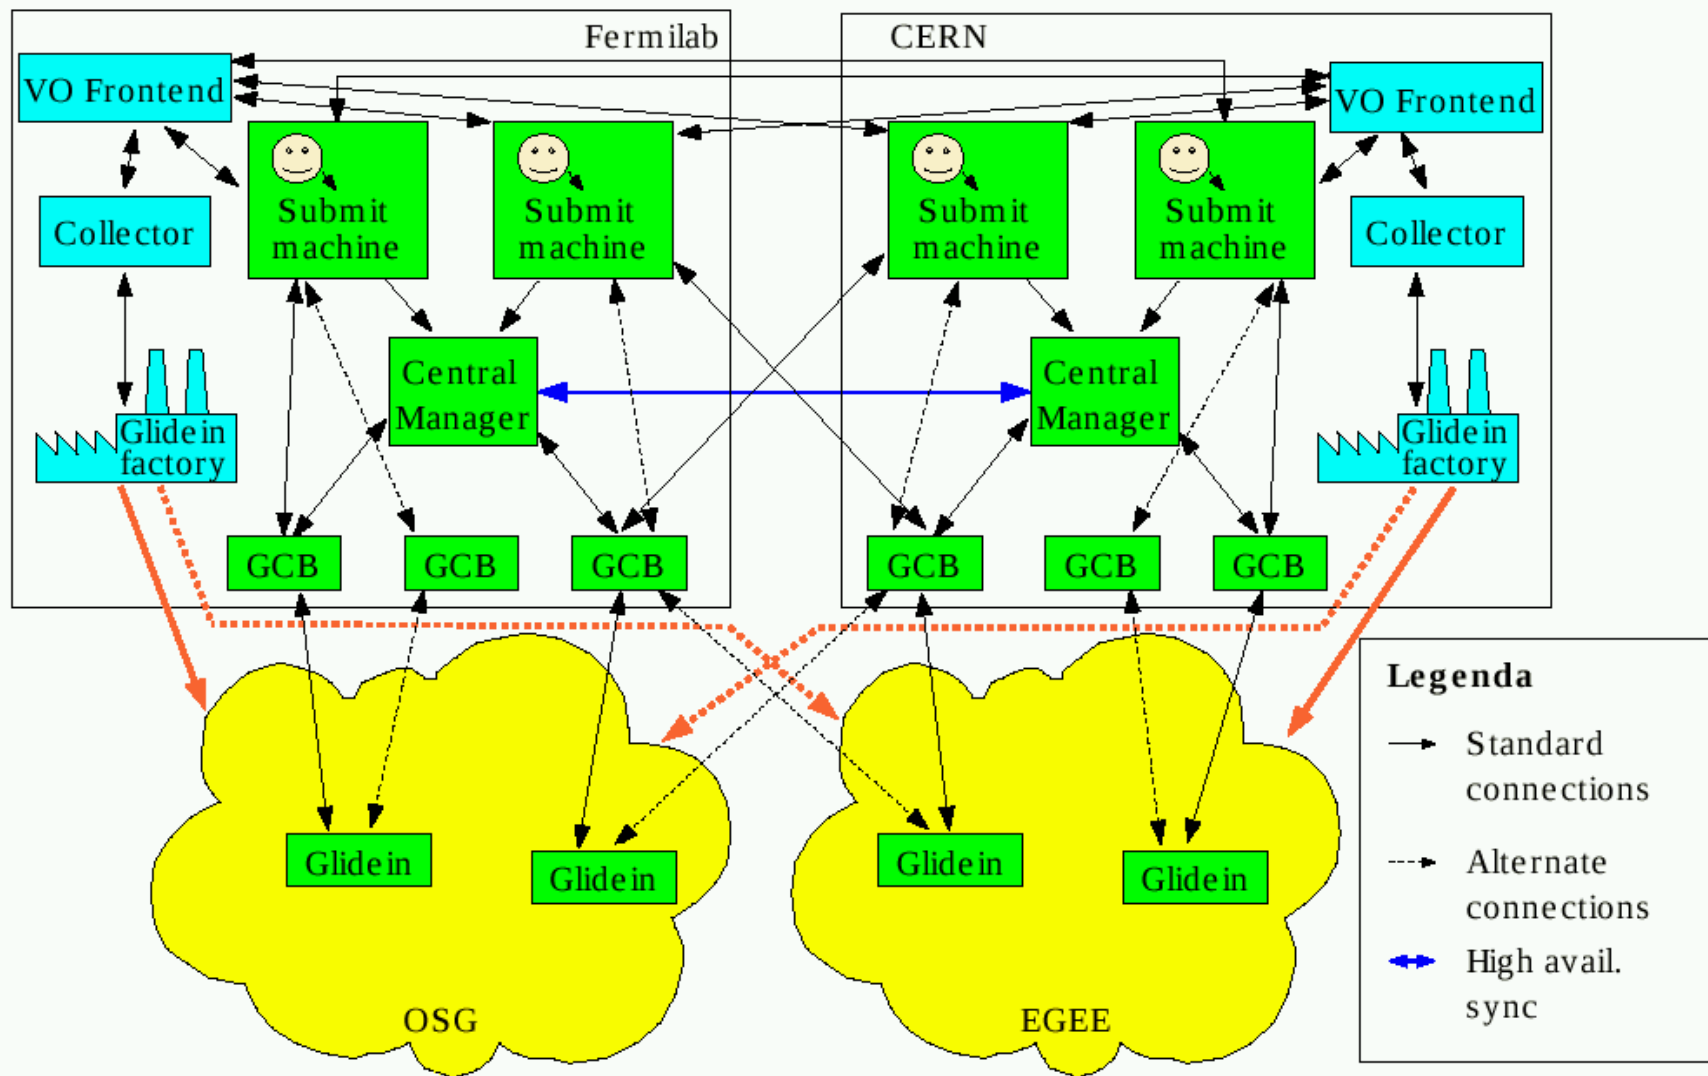 Fermilab
CERN
VO Frontend
VO Frontend
Submit
machine
Submit
machine
Submit
machine
Submit
machine
Collector
Collector
Central
Manager
Central
Manager
Glidein
factory
Glidein
factory
GCB
GCB
GCB
GCB
GCB
GCB
Legenda
Standard
connections
Alternate
connections
High avail.
sync
Glidein
Glidein
Glidein
Glidein
OSG
EGEE